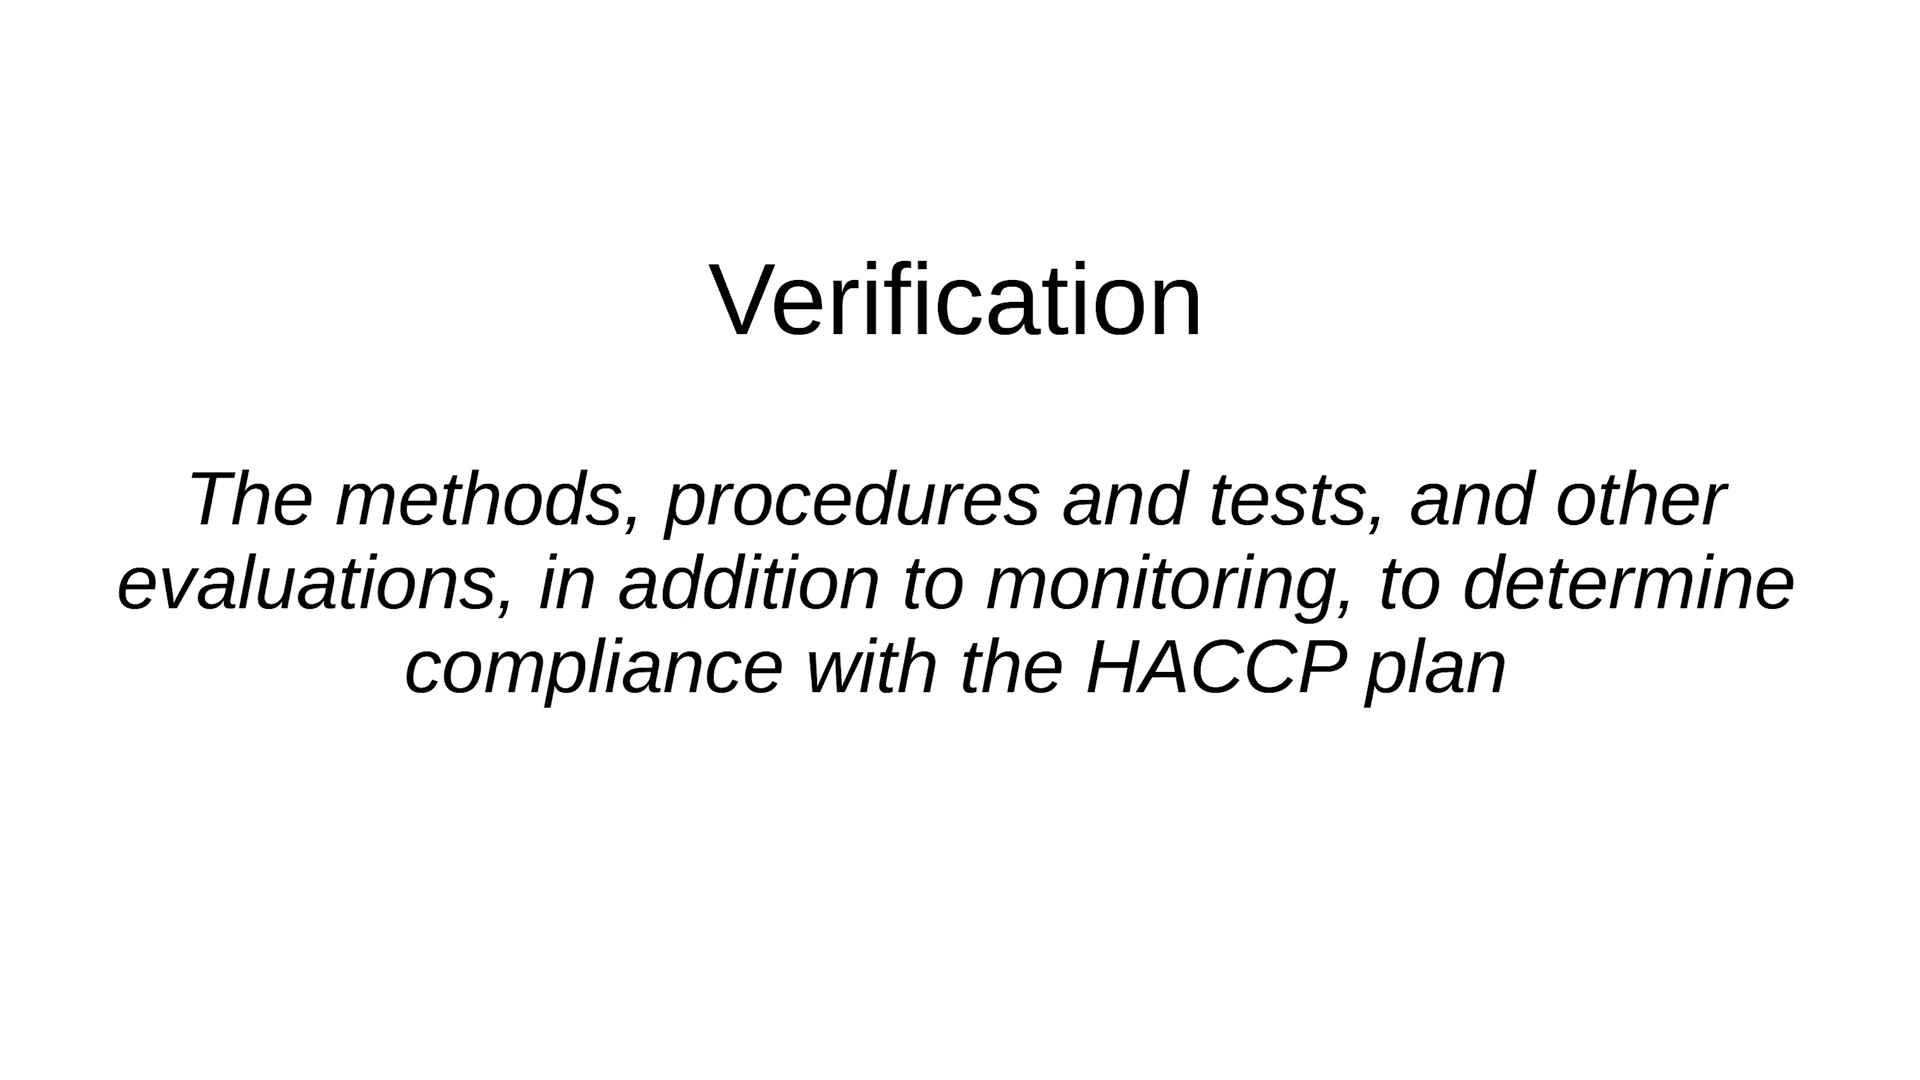 Verification
The methods, procedures and tests, and other
evaluations, in addition to monitoring, to determine
compliance with the HACCP plan